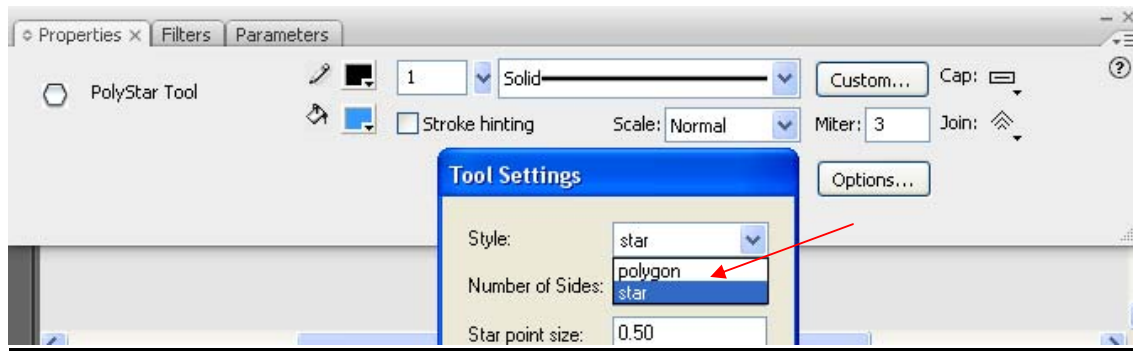 Properties × Filters Parameters
PolyStar Tool 1 Solid Custom... Cap:
Stroke hinting Scale: Normal Miter: 3 Join:
Tool Settings Options...
Style: star
polygon
Number of Sides: star
Star point size: 0.50